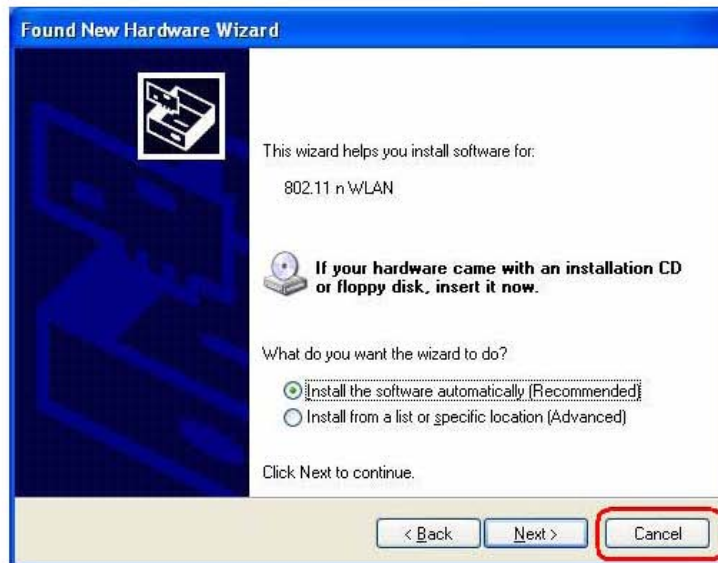 Found New Hardware Wizard
This wizard helps you install software for:
802.11 n WLAN
If your hardware came with an installation CD
or floppy disk, insert it now.
What do you want the wizard to do?
Install the software automatically (Recommended)
Install from a list or specific location (Advanced)
Click Next to continue.
< Back Next > Cancel